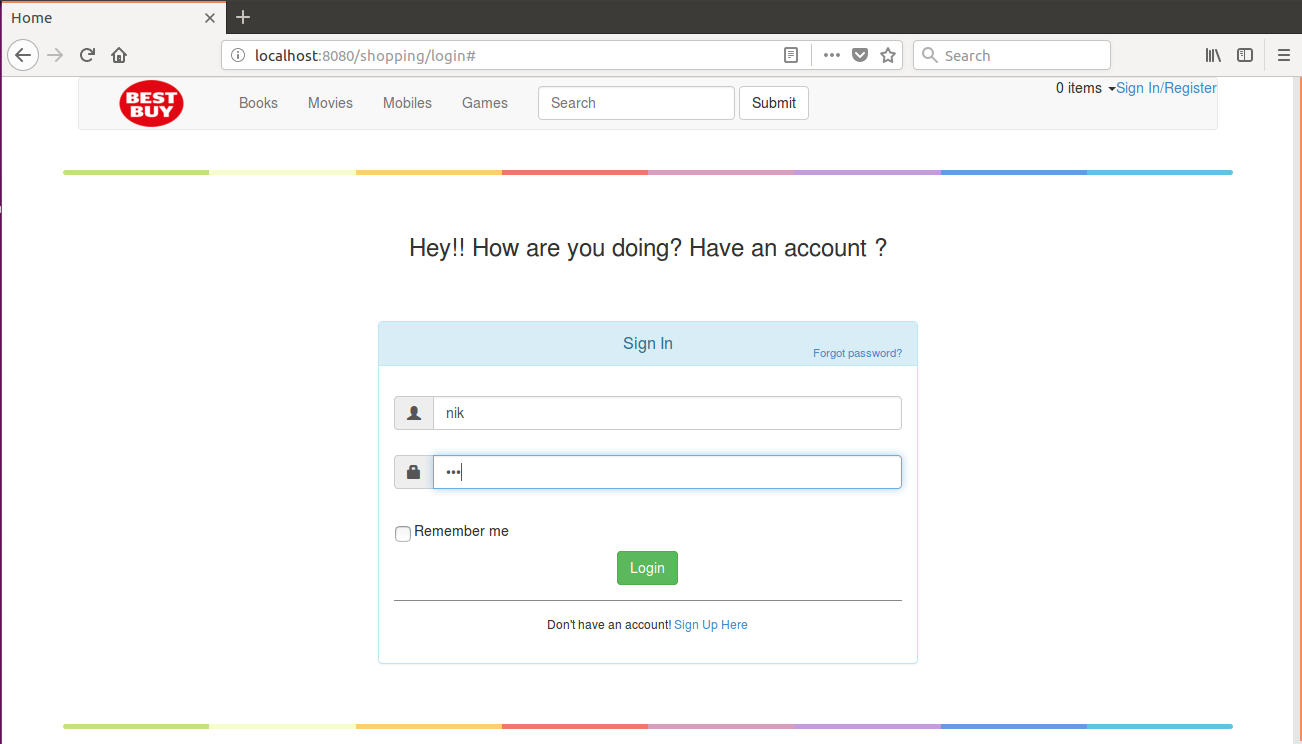 Home
localhost:8080/shopping/login#
Search
BEST BUY
Books Movies Mobiles Games Search Submit
0 items Sign In/Register
Hey!! How are you doing? Have an account ?
Sign In
Forgot password?
nik
•••
Remember me
Login
Don't have an account! Sign Up Here